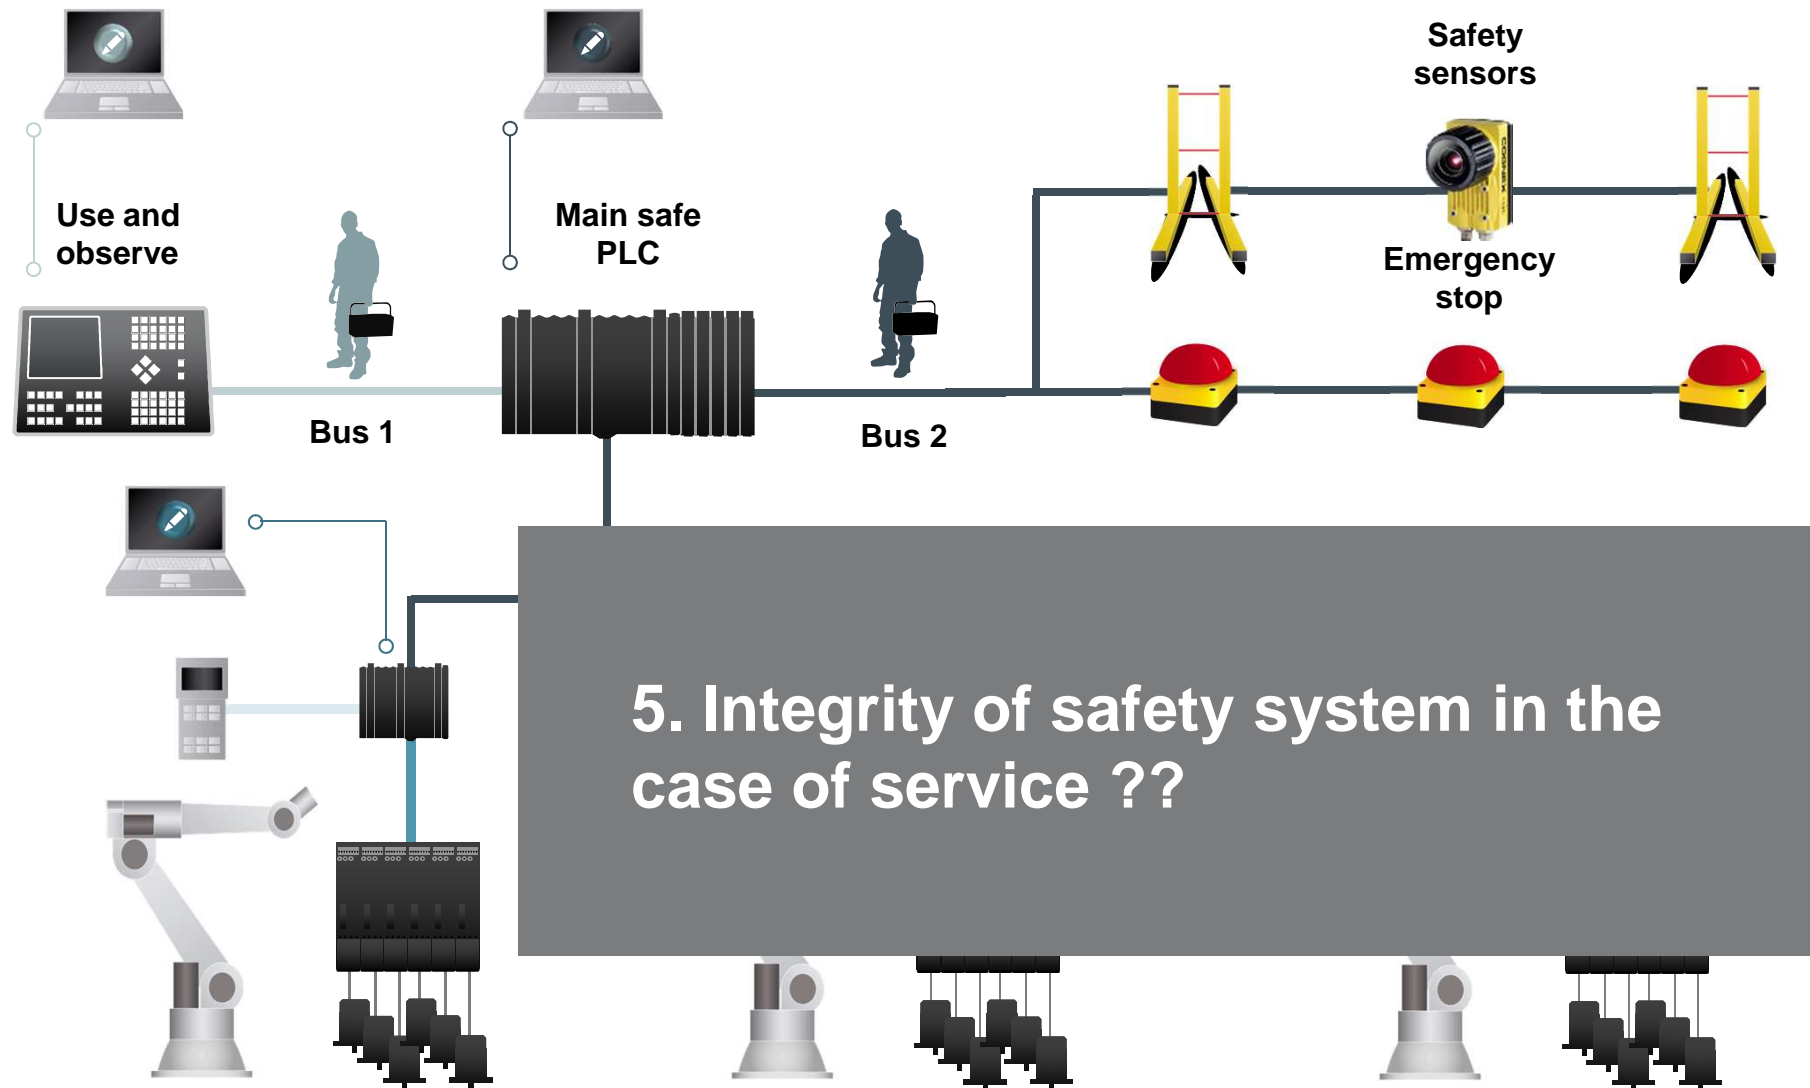 Safety
sensors
Use and
observe
Main safe
PLC
COGNEX
Emergency
stop
Bus 1
Bus 2
5. Integrity of safety system in the
case of service ??